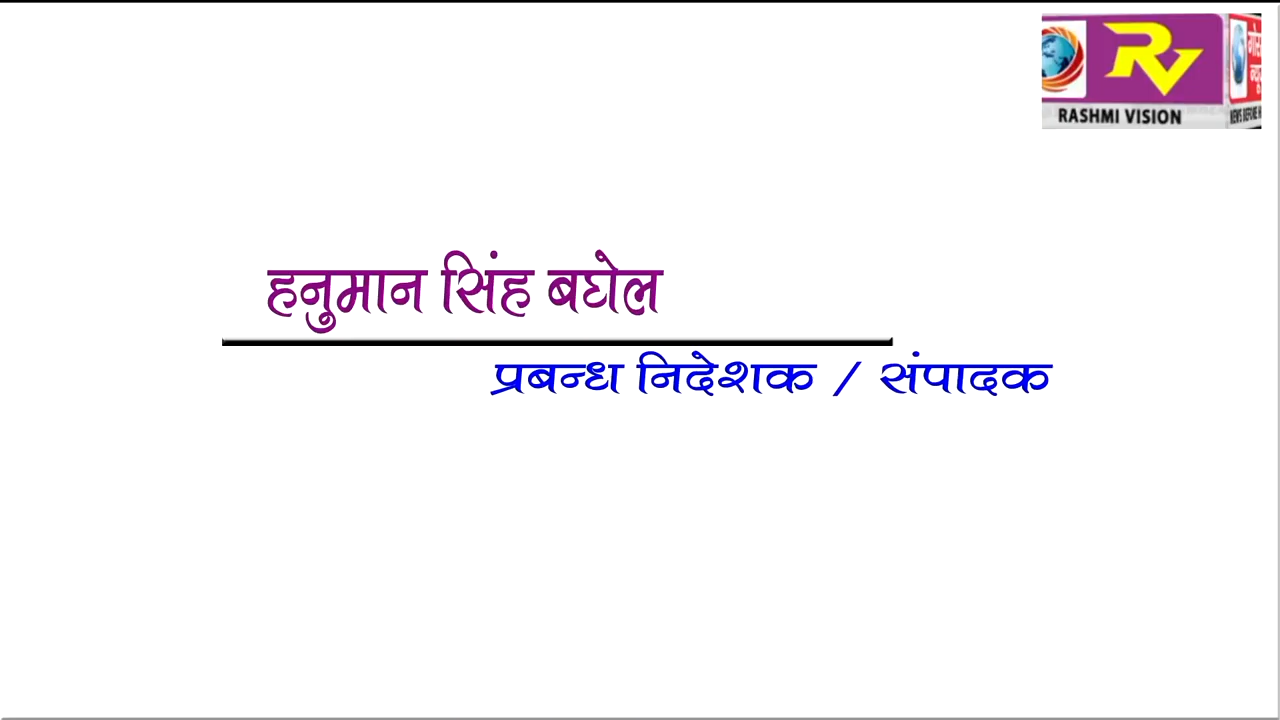 RV
RASHMI VISION
हनुमान सिंह बघेल
प्रबन्ध निदेशक / संपादक